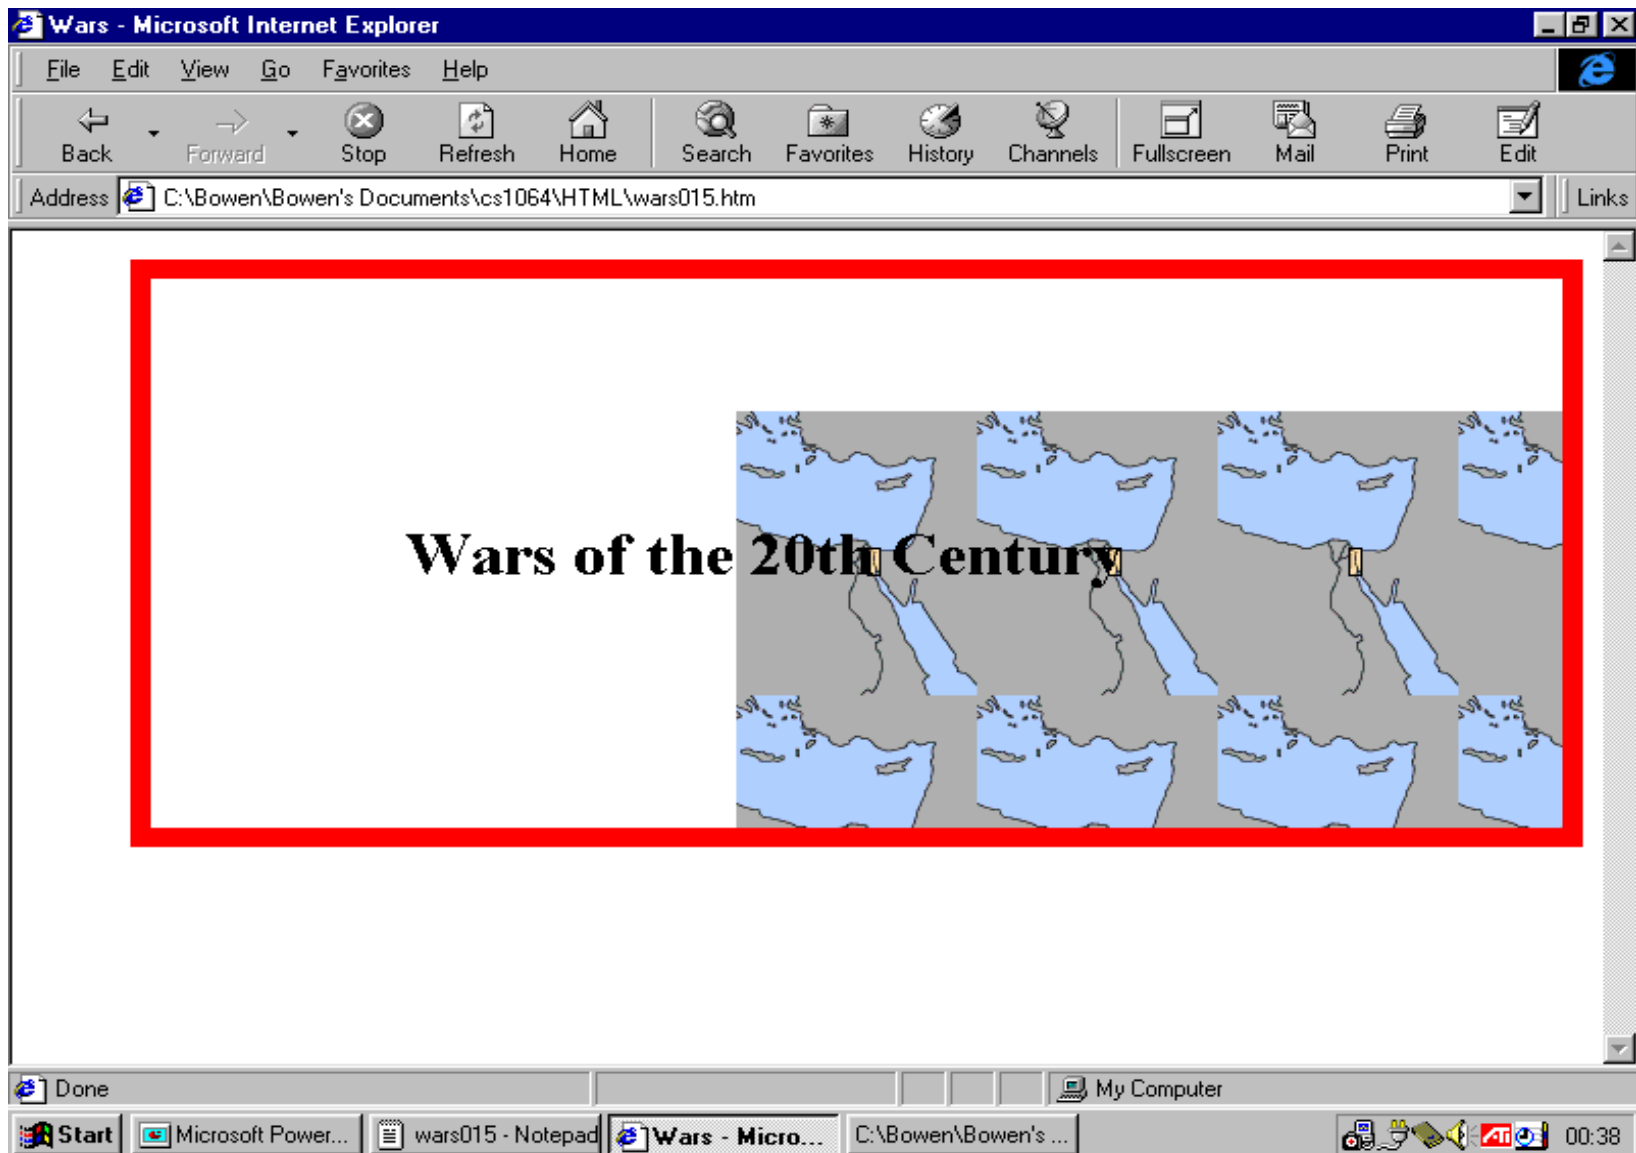 Wars - Microsoft Internet Explorer
File Edit View Go Favorites Help
Back Forward Stop Refresh Home Search Favorites History Channels Fullscreen Mail Print Edit
Address C:\Bowen\Bowen's Documents\cs1064\HTML\wars015.htm Links
Wars of the 20th Century
Done My Computer
Start Microsoft Power... wars015 - Notepad Wars - Micro... C:\Bowen\Bowen's ... ATI 00:38